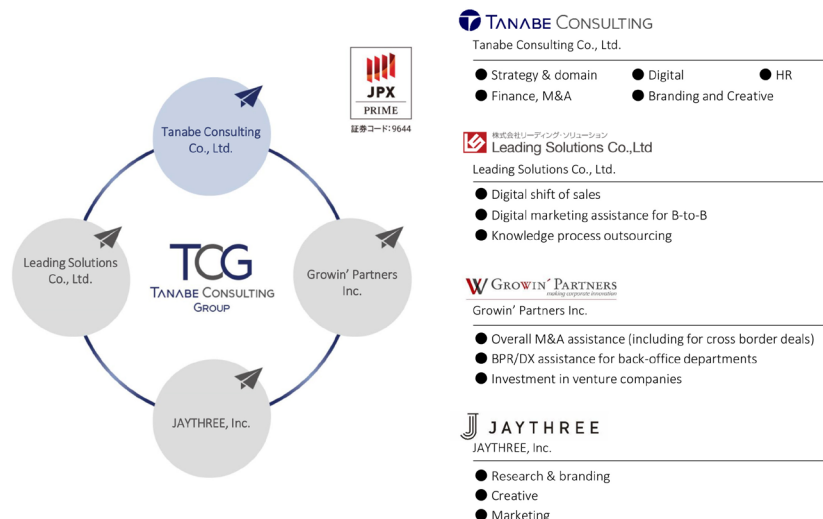 JPX
PRIME
証券コード：9644
Tanabe Consulting
Co., Ltd.
Leading Solutions
Co., Ltd.
TCG
TANABE CONSULTING
GROUP
Growin' Partners
Inc.
JAYTHREE, Inc.
TANABE CONSULTING
Tanabe Consulting Co., Ltd.
● Strategy & domain ● Digital ● HR
● Finance, M&A ● Branding and Creative
株式会社リーディング・ソリューション
Leading Solutions Co.,Ltd
Leading Solutions Co., Ltd.
● Digital shift of sales
● Digital marketing assistance for B-to-B
● Knowledge process outsourcing
GROWIN' PARTNERS
making corporate innovation
Growin' Partners Inc.
● Overall M&A assistance (including for cross border deals)
● BPR/DX assistance for back-office departments
● Investment in venture companies
JAYTHREE
JAYTHREE, Inc.
● Research & branding
● Creative
● Marketing